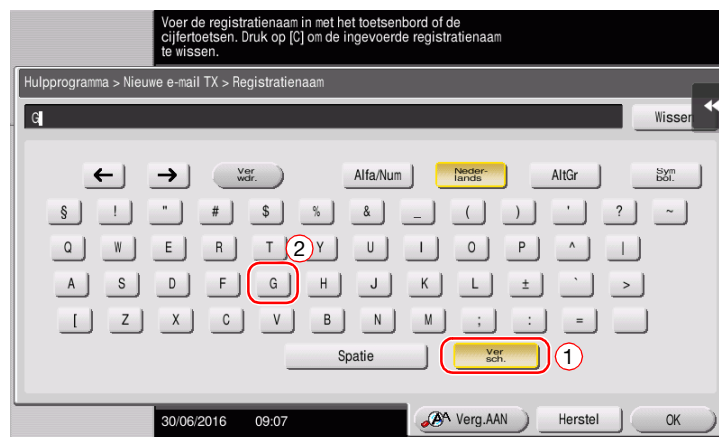 Voer de registratienaam in met het toetsenbord of de
cijfertoetsen. Druk op [C] om de ingevoerde registratienaam
te wissen.
Hulpprogramma > Nieuwe e-mail TX > Registratienaam
G
Wissen
← → Ver wdr. Alfa/Num Neder- lands AltGr Sym bol.
§ ! " # $ % & _ ( ) ' ? ~
Q W E R T 2 Y U I O P ^ |
A S D F G H J K L ± ` >
[ Z X C V B N M ; : =
Spatie Ver sch. 1
30/06/2016 09:07 Verg.AAN Herstel OK